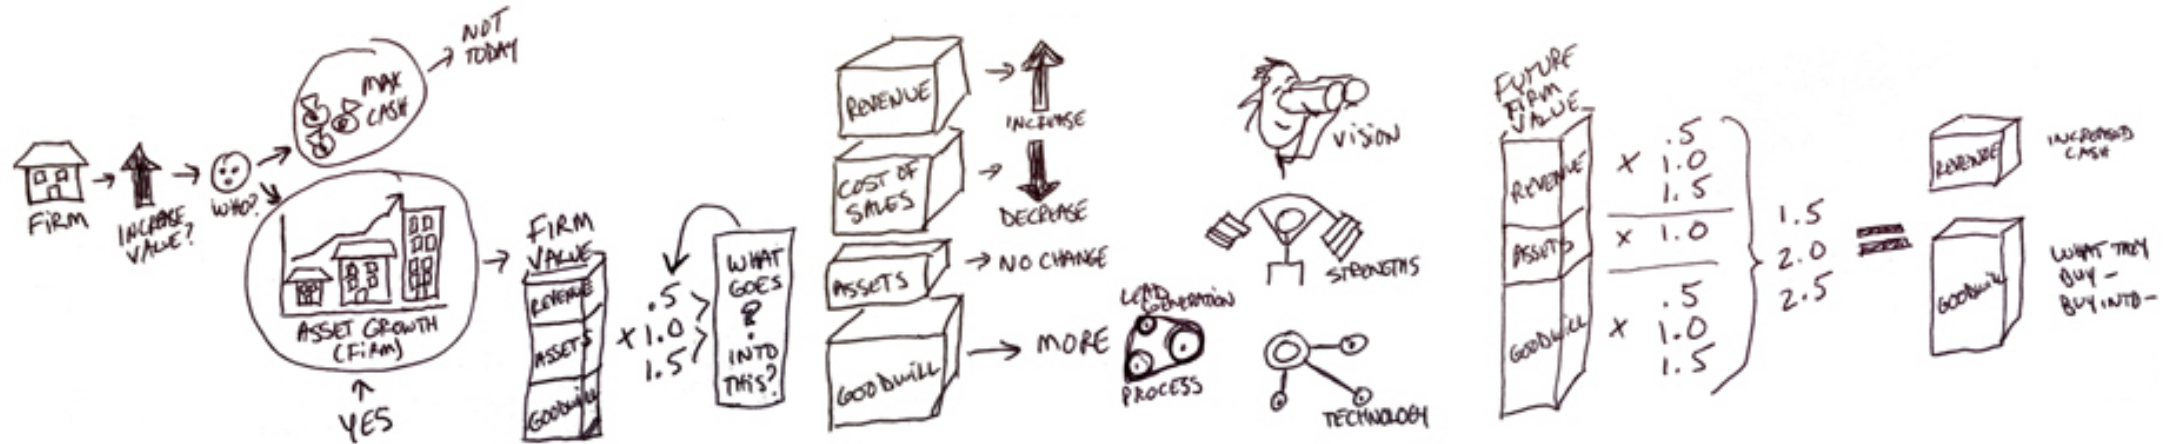 FIRM
INCREASE
VALUE?
WHO?
MAX
CASH
NOT
TODAY
ASSET GROWTH
(FIRM)
YES
FIRM
VALUE
REVENUE
ASSETS
GOODWILL
.5
x 1.0
1.5
WHAT
GOES
?
INTO
THIS?
REVENUE
INCREASE
COST OF
SALES
DECREASE
ASSETS
NO CHANGE
GOODWILL
MORE
VISION
STRENGTHS
LEAD
GENERATION
PROCESS
TECHNOLOGY
FUTURE
FIRM
VALUE
REVENUE
x
.5
1.0
1.5
ASSETS
x 1.0
GOODWILL
x
.5
1.0
1.5
1.5
2.0
2.5
=
REVENUE
INCREASED
CASH
GOODWILL
WHAT THEY
BUY -
BUY INTO -